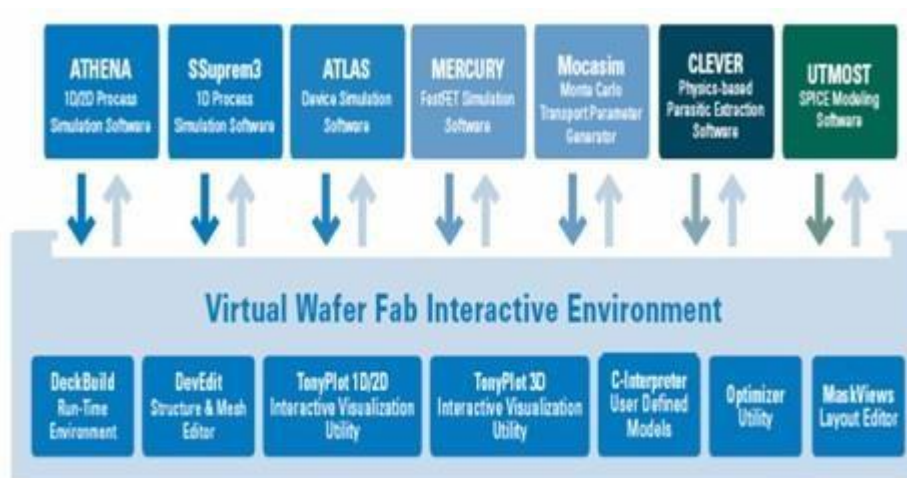 ATHENA
1D/2D Process
Simulation Software
SSuprem3
1D Process
Simulation Software
ATLAS
Device Simulation
Software
MERCURY
FastFET Simulation
Software
Mocasim
Monte Carlo
Transport Parameter
Generator
CLEVER
Physics-based
Parasitic Extraction
Software
UTMOST
SPICE Modeling
Software
Virtual Wafer Fab Interactive Environment
DeckBuild
Run-Time
Environment
DevEdit
Structure & Mesh
Editor
TonyPlot 1D/2D
Interactive Visualization
Utility
TonyPlot 3D
Interactive Visualization
Utility
C-Interpreter
User Defined
Models
Optimizer
Utility
MaskViews
Layout Editor